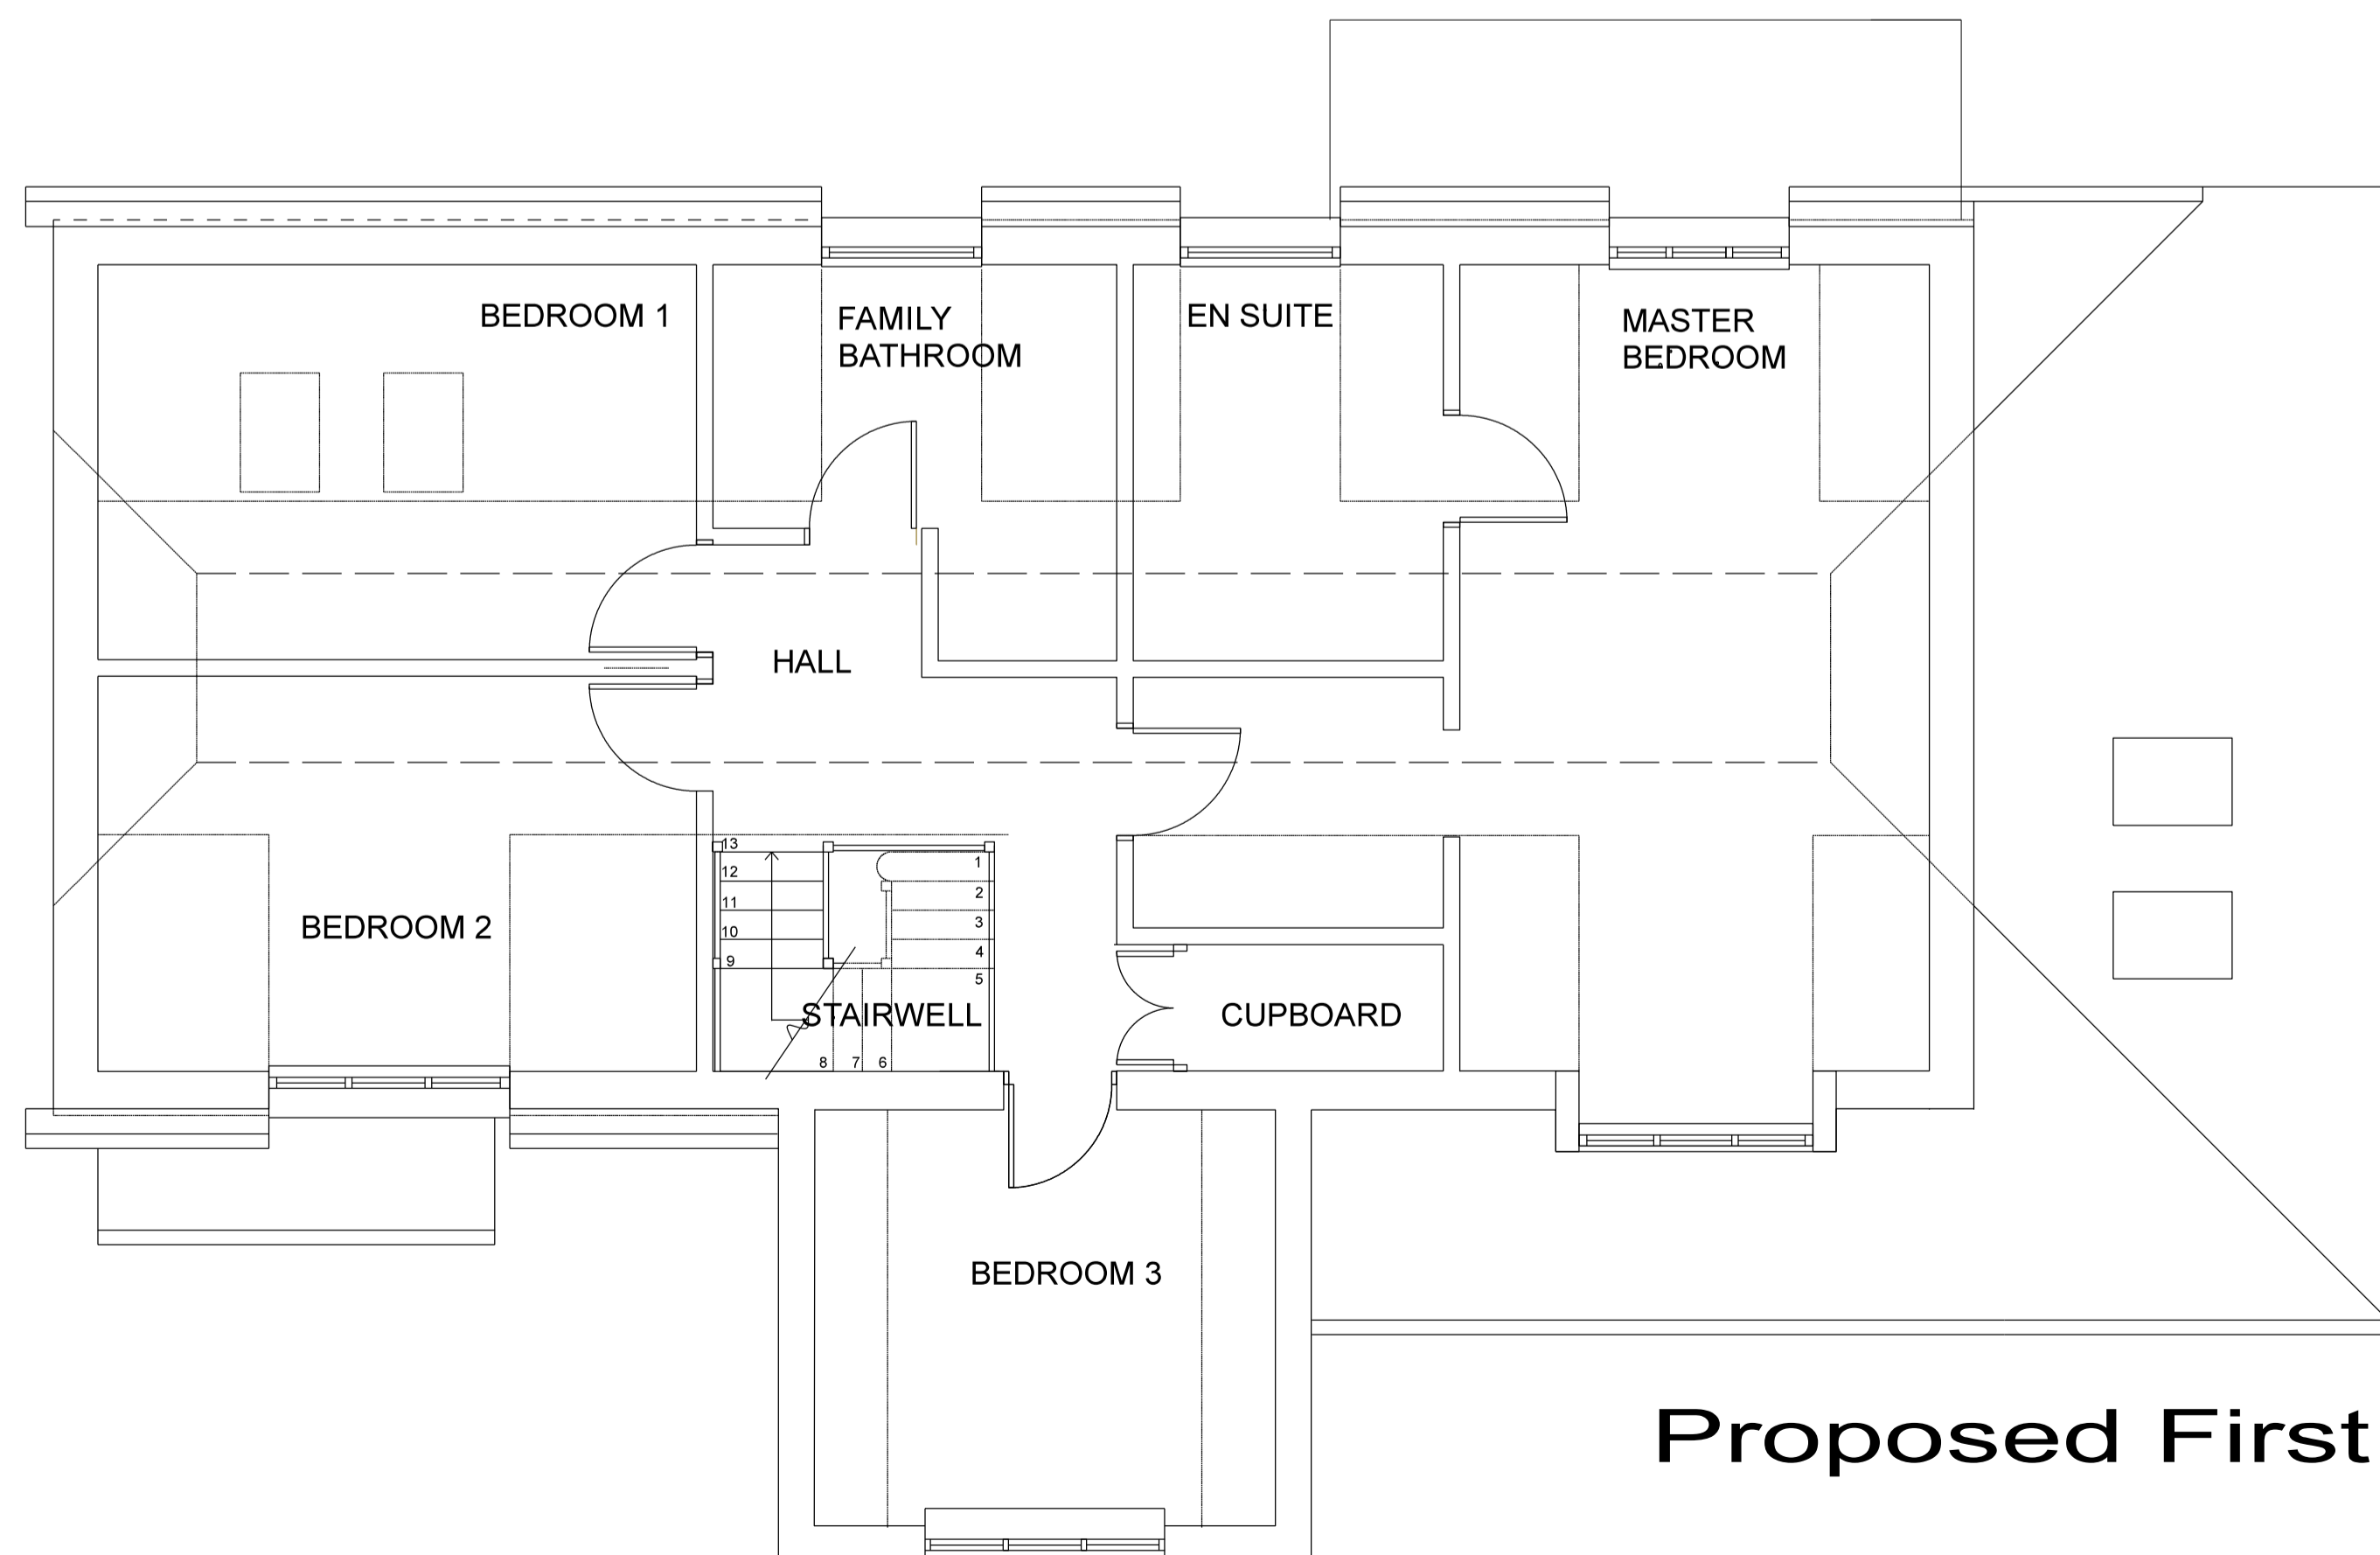 BEDROOM 1
FAMILY
BATHROOM
EN SUITE
MASTER
BEDROOM
HALL
13
12
11
10
9
1
2
3
4
5
BEDROOM 2
STAIRWELL
8
7
6
CUPBOARD
BEDROOM 3
Proposed First